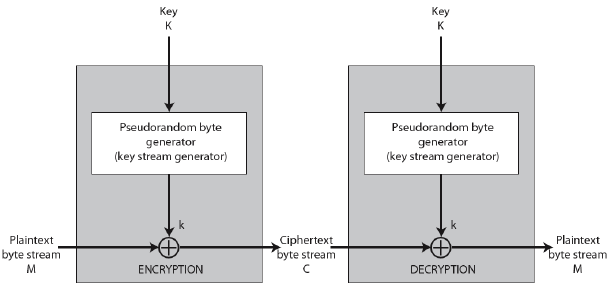 Key
K
Key
K
Pseudorandom byte
generator
(key stream generator)
Pseudorandom byte
generator
(key stream generator)
k
k
Plaintext
byte stream
M
Ciphertext
byte stream
C
Plaintext
byte stream
M
ENCRYPTION
DECRYPTION